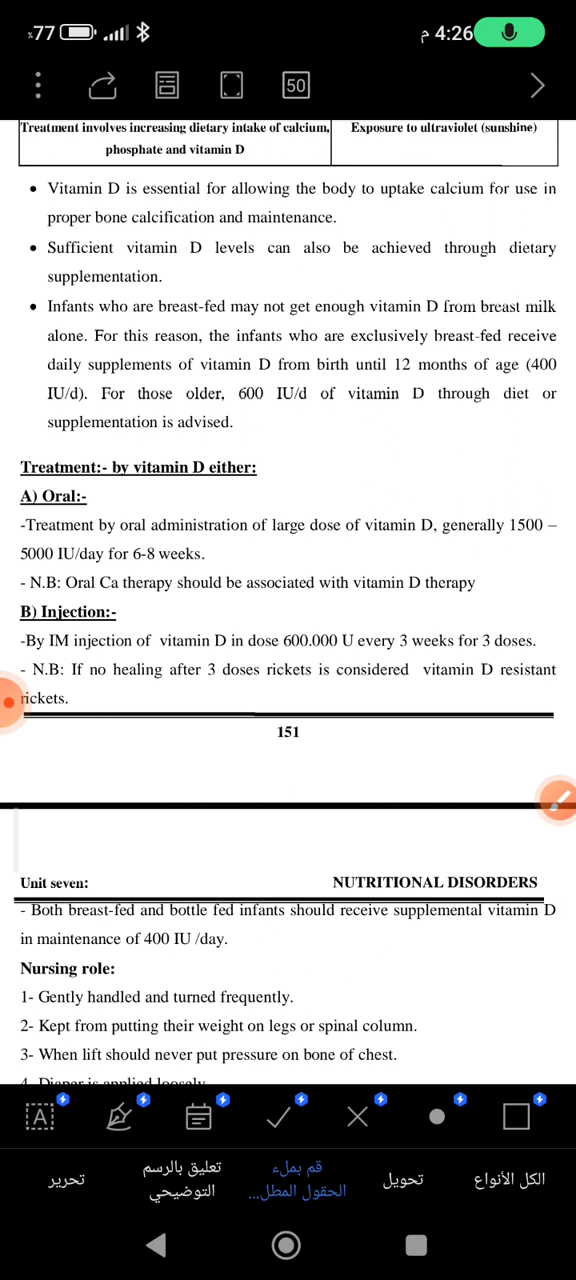 ٪77
4:26 م
50
Treatment involves increasing dietary intake of calcium, phosphate and vitamin D
Exposure to ultraviolet (sunshine)
• Vitamin D is essential for allowing the body to uptake calcium for use in
proper bone calcification and maintenance.
• Sufficient vitamin D levels can also be achieved through dietary
supplementation.
• Infants who are breast-fed may not get enough vitamin D from breast milk
alone. For this reason, the infants who are exclusively breast-fed receive
daily supplements of vitamin D from birth until 12 months of age (400
IU/d). For those older, 600 IU/d of vitamin D through diet or
supplementation is advised.
Treatment:- by vitamin D either:
A) Oral:-
-Treatment by oral administration of large dose of vitamin D, generally 1500 –
5000 IU/day for 6-8 weeks.
- N.B: Oral Ca therapy should be associated with vitamin D therapy
B) Injection:-
-By IM injection of vitamin D in dose 600.000 U every 3 weeks for 3 doses.
- N.B: If no healing after 3 doses rickets is considered vitamin D resistant
rickets.
151
Unit seven:
NUTRITIONAL DISORDERS
- Both breast-fed and bottle fed infants should receive supplemental vitamin D
in maintenance of 400 IU /day.
Nursing role:
1- Gently handled and turned frequently.
2- Kept from putting their weight on legs or spinal column.
3- When lift should never put pressure on bone of chest.
4- Diaper is applied loosely
A
الكل الأنواع
تحويل
قم بملء
الحقول المطل...
تعليق بالرسم
التوضيحي
تحرير